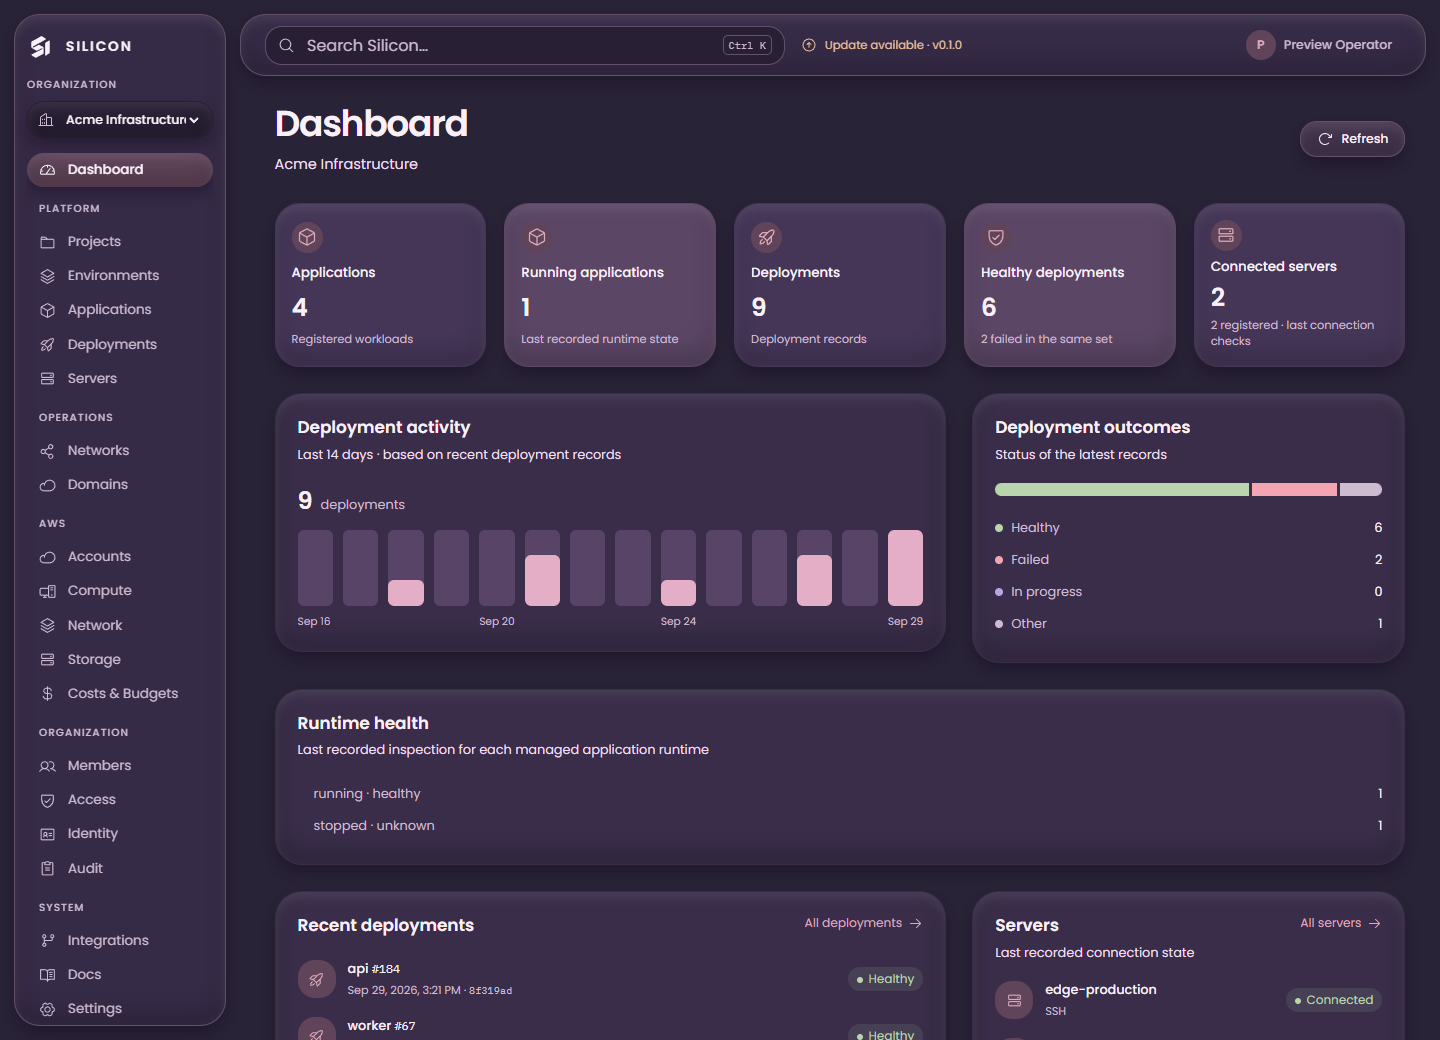 SILICON
ORGANIZATION
Acme Infrastructur
Dashboard
PLATFORM
Projects
Environments
Applications
Deployments
Servers
OPERATIONS
Networks
Domains
AWS
Accounts
Compute
Network
Storage
Costs & Budgets
ORGANIZATION
Members
Access
Identity
Audit
SYSTEM
Integrations
Docs
Settings
Search Silicon...
Ctrl K
Update available · v0.1.0
P
Preview Operator
Dashboard
Acme Infrastructure
Refresh
Applications
4
Registered workloads
Running applications
1
Last recorded runtime state
Deployments
9
Deployment records
Healthy deployments
6
2 failed in the same set
Connected servers
2
2 registered · last connection
checks
Deployment activity
Last 14 days · based on recent deployment records
9 deployments
Sep 16
Sep 20
Sep 24
Sep 29
Deployment outcomes
Status of the latest records
Healthy 6
Failed 2
In progress 0
Other 1
Runtime health
Last recorded inspection for each managed application runtime
running · healthy 1
stopped · unknown 1
Recent deployments
All deployments →
api #184
Sep 29, 2026, 3:21 PM · 8f319ad
Healthy
worker #67
Healthy
Servers
All servers →
Last recorded connection state
edge-production
SSH
Connected